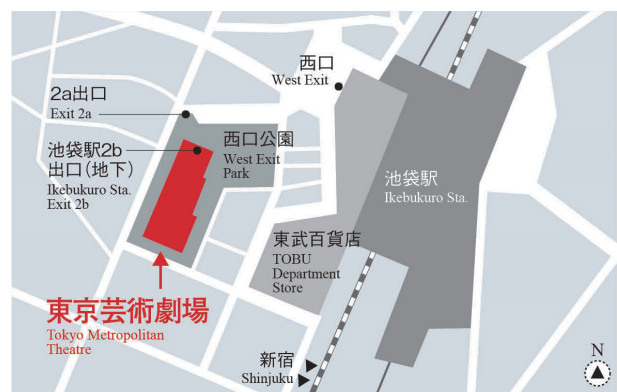 西口
West Exit
2a出口
Exit 2a
池袋駅2b
出口（地下）
Ikebukuro Sta.
Exit 2b
西口公園
West Exit
Park
池袋駅
Ikebukuro Sta.
東武百貨店
TOBU
Department
Store
東京芸術劇場
Tokyo Metropolitan
Theatre
新宿
Shinjuku
N